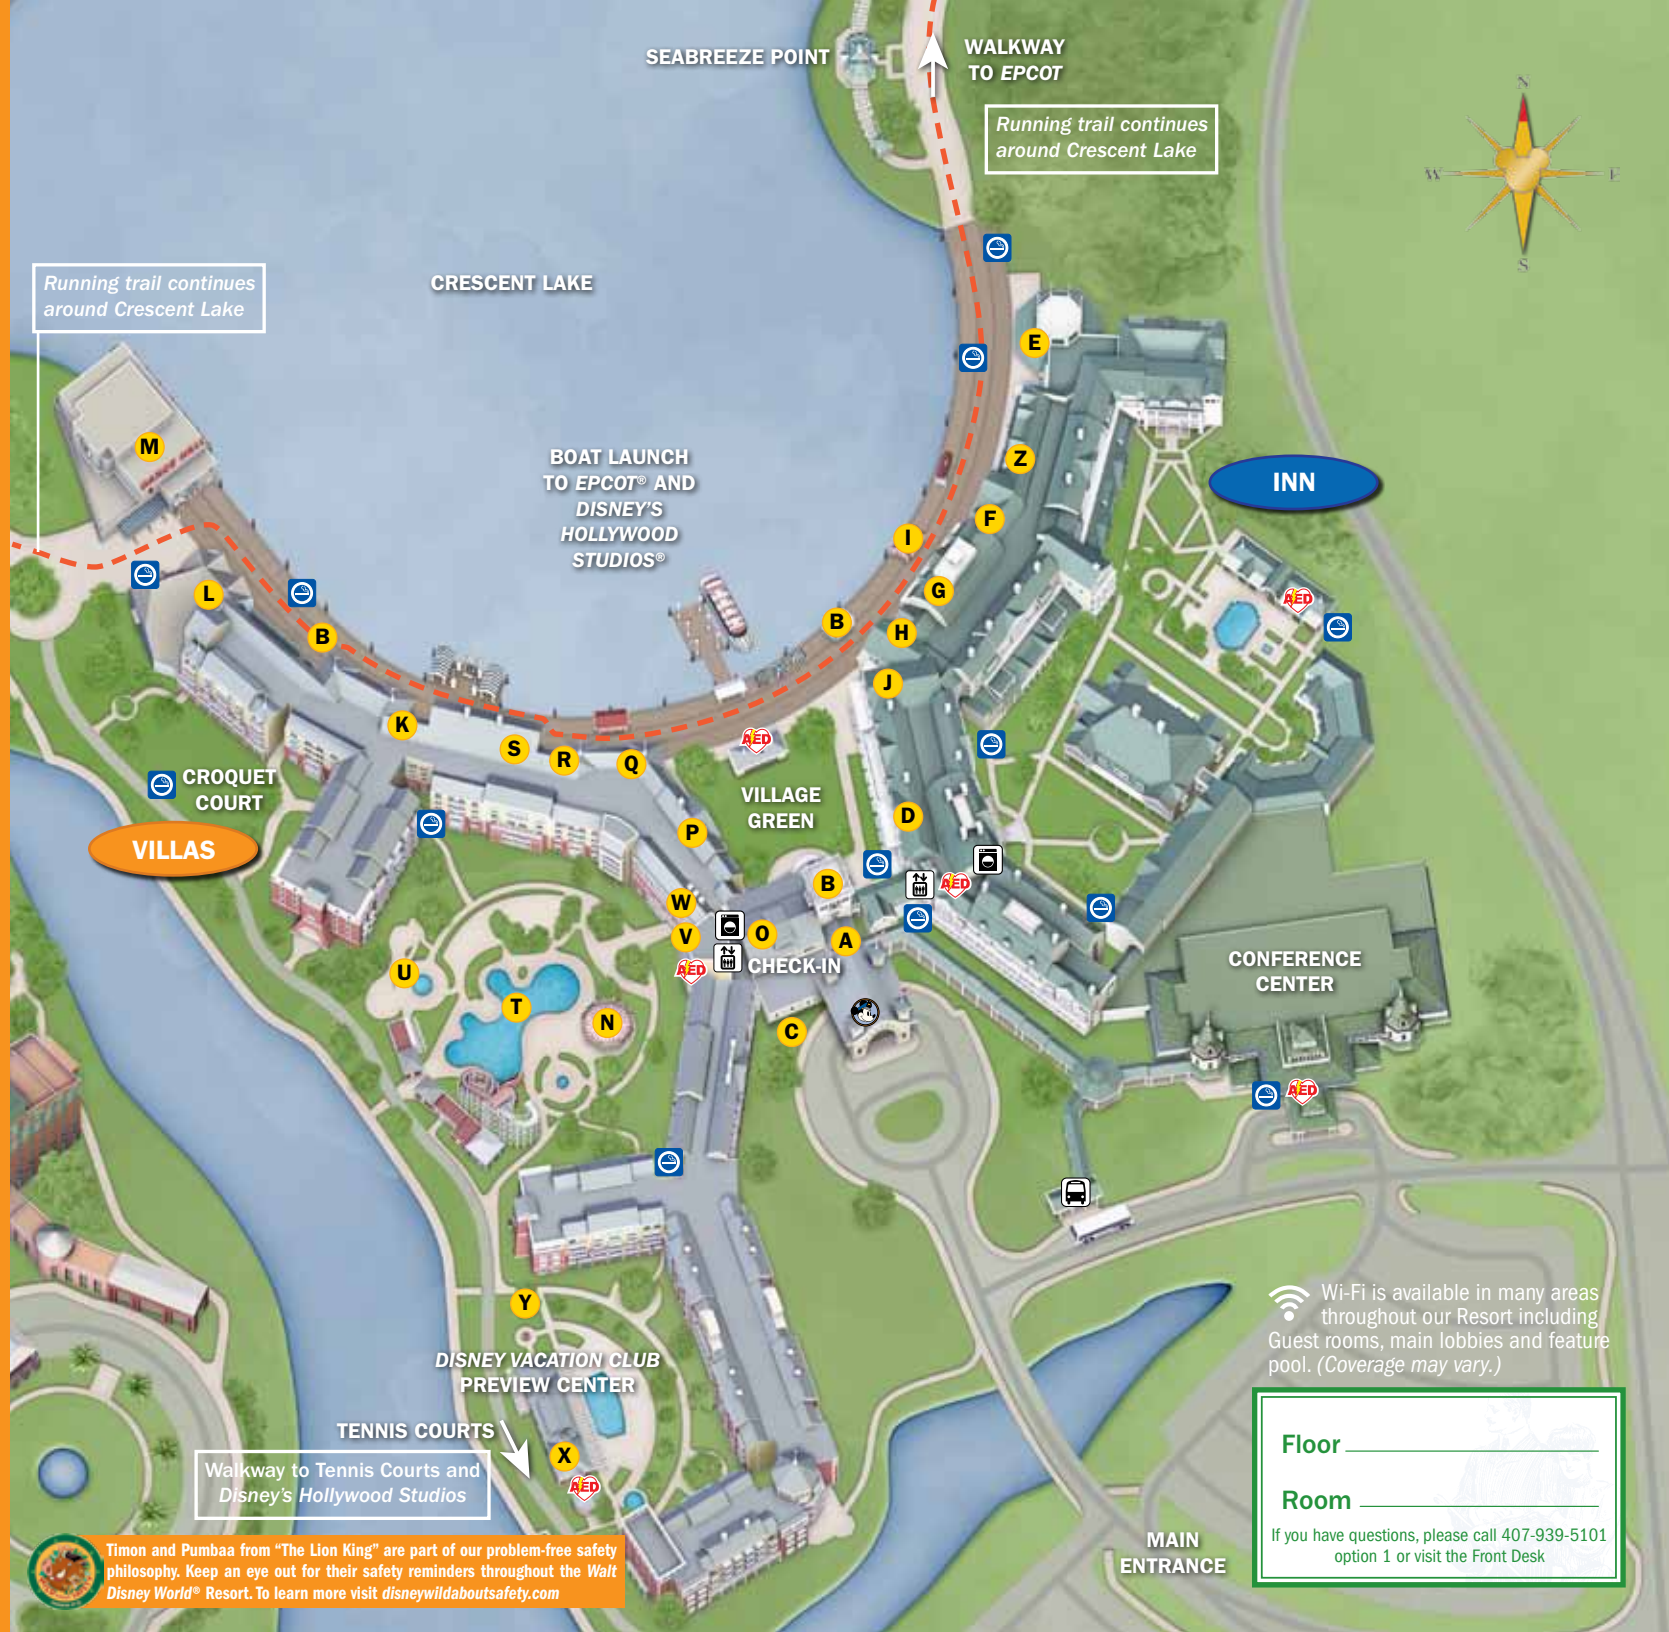 SEABREEZE POINT
WALKWAY
TO EPCOT
Running trail continues
around Crescent Lake
N
W
E
S
CRESCENT LAKE
Running trail continues
around Crescent Lake
E
M
BOAT LAUNCH
TO EPCOT® AND
DISNEY'S
HOLLYWOOD
STUDIOS®
Z
INN
F
I
L
G
AED
B
B
H
J
K
S
R
Q
AED
CROQUET
COURT
VILLAGE
GREEN
D
P
VILLAS
B
AED
W
V
O
A
AED
CHECK-IN
CONFERENCE
CENTER
U
T
N
C
AED
Y
DISNEY VACATION CLUB
PREVIEW CENTER
TENNIS COURTS
X
AED
Walkway to Tennis Courts and
Disney's Hollywood Studios
Wi-Fi is available in many areas
throughout our Resort including
Guest rooms, main lobbies and feature
pool. (Coverage may vary.)
Floor
Room
If you have questions, please call 407-939-5101
option 1 or visit the Front Desk
MAIN
ENTRANCE
Timon and Pumbaa from “The Lion King” are part of our problem-free safety
philosophy. Keep an eye out for their safety reminders throughout the Walt
Disney World® Resort. To learn more visit disneywildaboutsafety.com